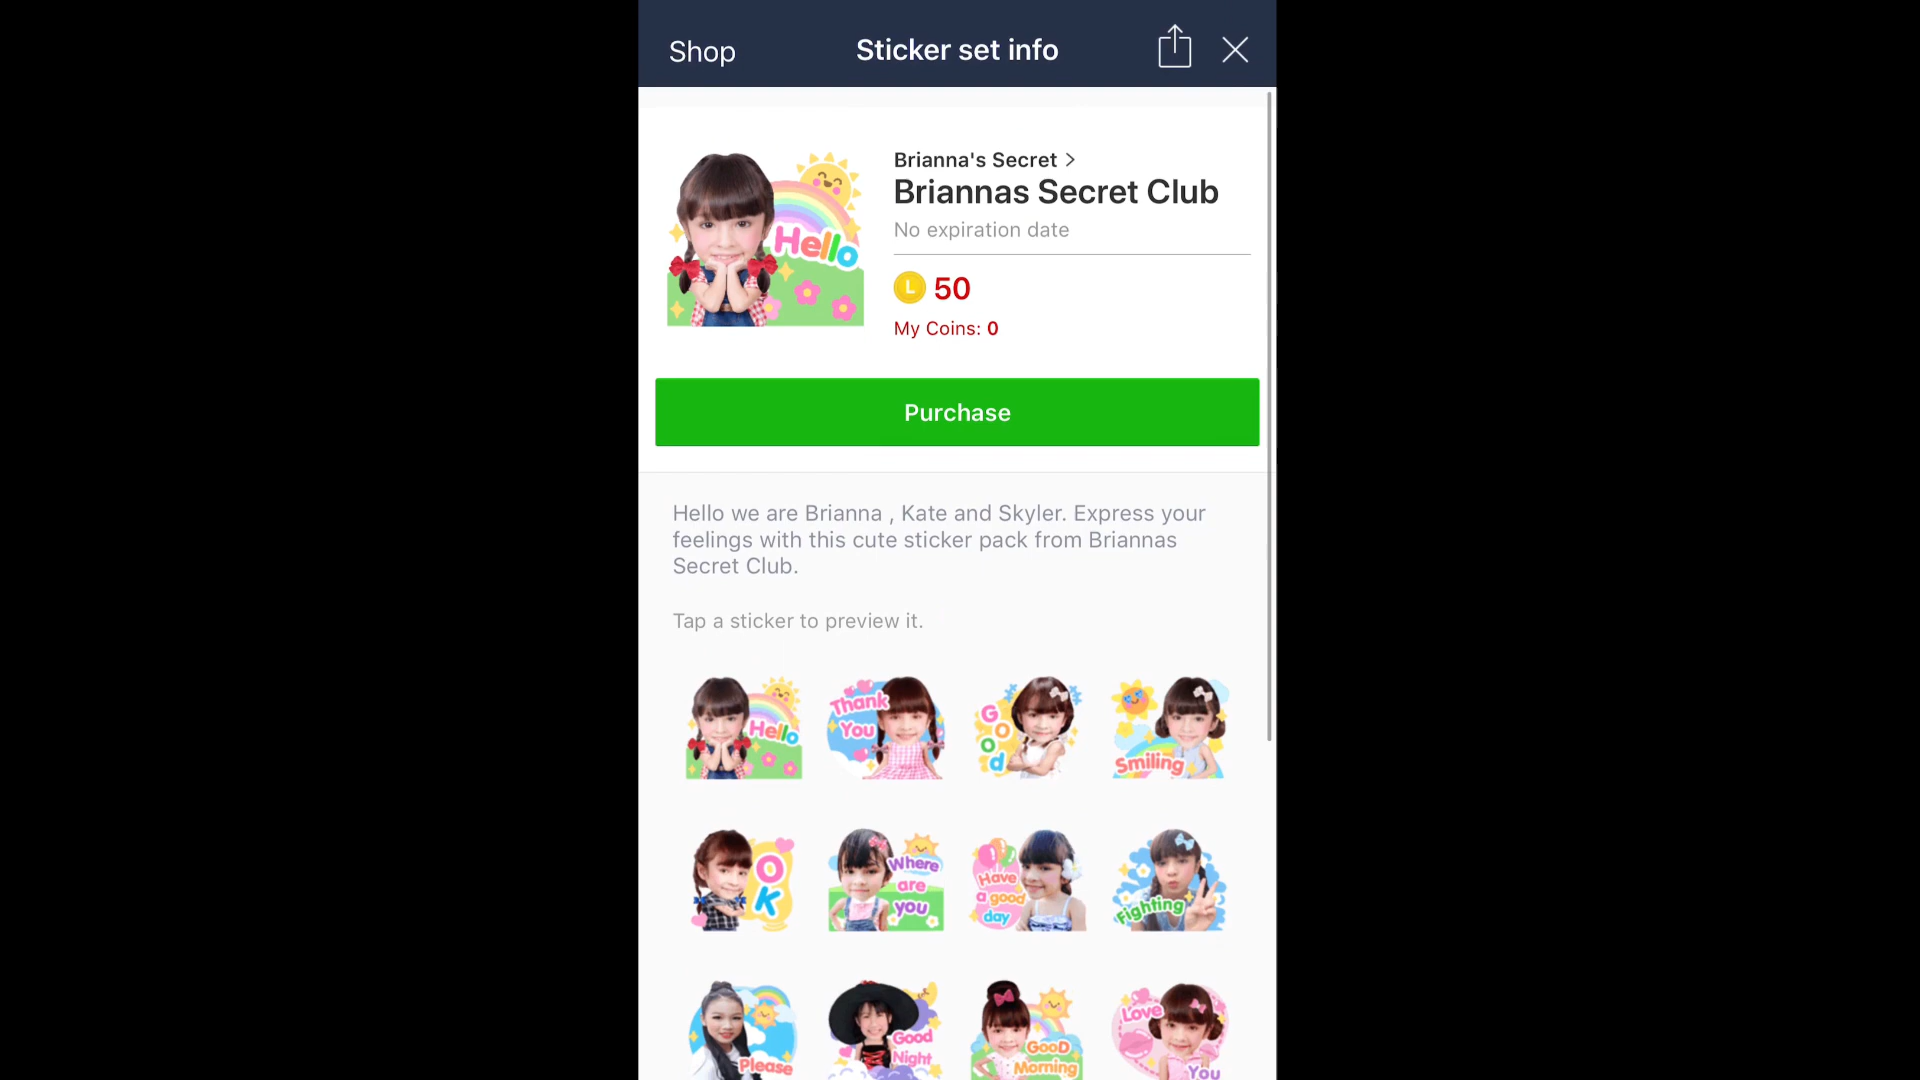 Shop
Sticker set info
Brianna's Secret >
Briannas Secret Club
No expiration date
L 50
My Coins: 0
Hello
Purchase
Hello we are Brianna , Kate and Skyler. Express your
feelings with this cute sticker pack from Briannas
Secret Club.
Tap a sticker to preview it.
Hello
Thank
You
Good
Smiling
OK
Where
are
you
Have
a good
day
Fighting
Please
Good
Night
GooD
Morning
Love
You